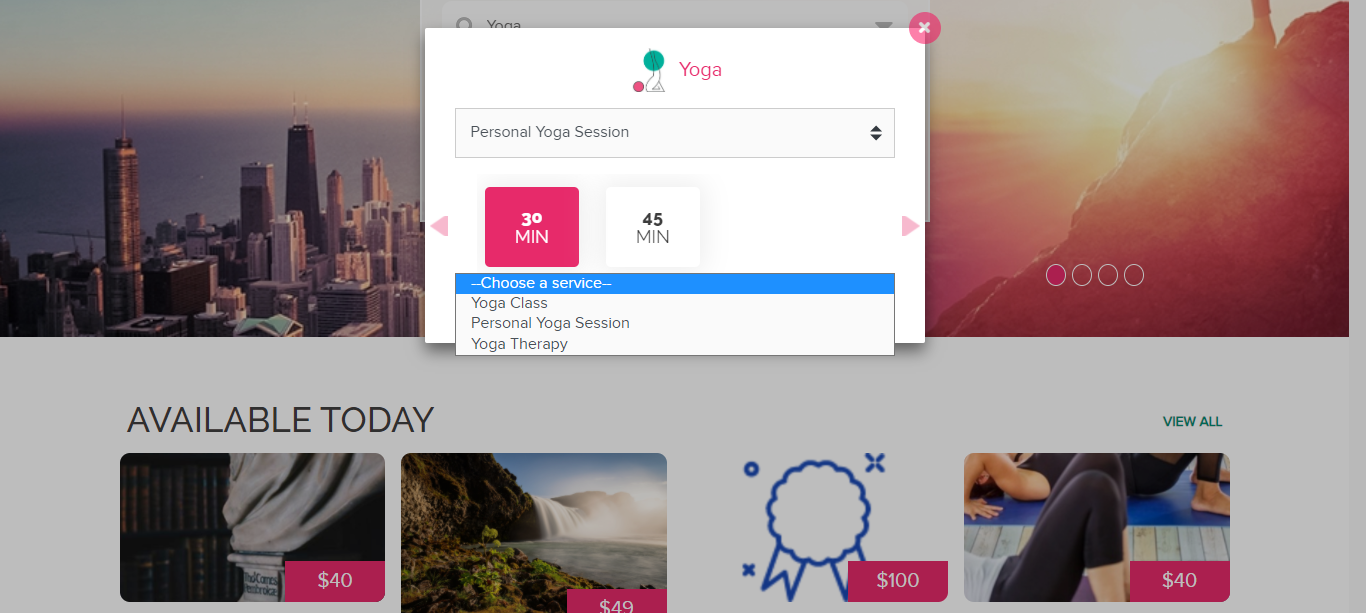 Yoga
Yoga
Personal Yoga Session
30
MIN
45
MIN
--Choose a service--
Yoga Class
Personal Yoga Session
Yoga Therapy
AVAILABLE TODAY
VIEW ALL
$40
$49
$100
$40